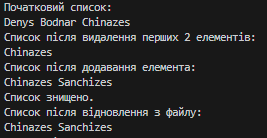 Початковий список:
Denys Bodnar Chinazes
Список після видалення перших 2 елементів:
Chinazes
Список після додавання елемента:
Chinazes Sanchizes
Список знищено.
Список після відновлення з файлу:
Chinazes Sanchizes